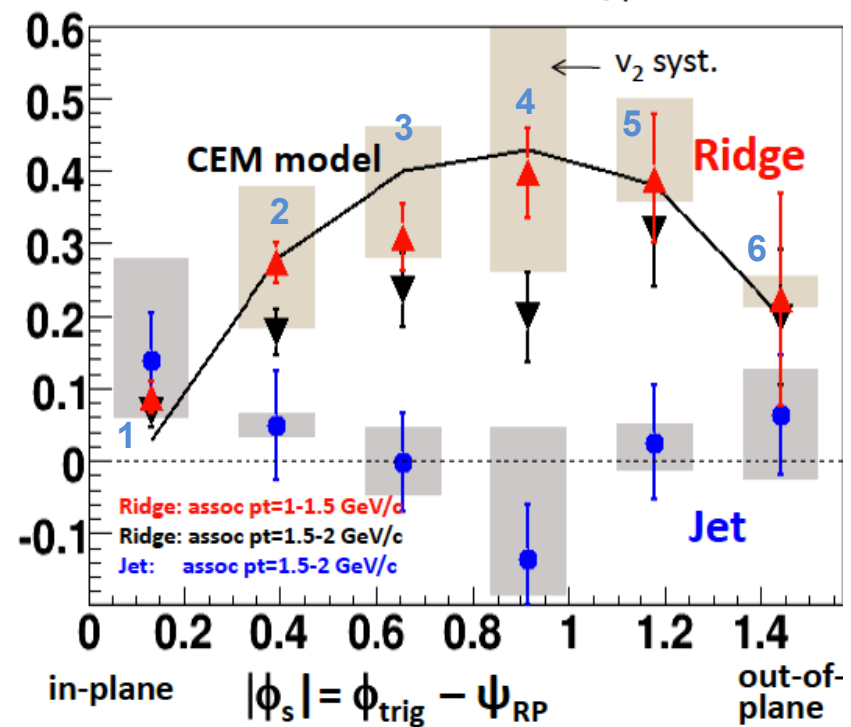 0.6
v₂ syst.
0.5
4
3
5
CEM model
Ridge
0.4
2
0.3
6
0.2
0.1
1
0
Ridge: assoc pt=1-1.5 GeV/c
Ridge: assoc pt=1.5-2 GeV/c
Jet
-0.1
Jet: assoc pt=1.5-2 GeV/c
0 0.2 0.4 0.6 0.8 1 1.2 1.4
in-plane |ϕs|= ϕtrig − ψRP out-of-
plane